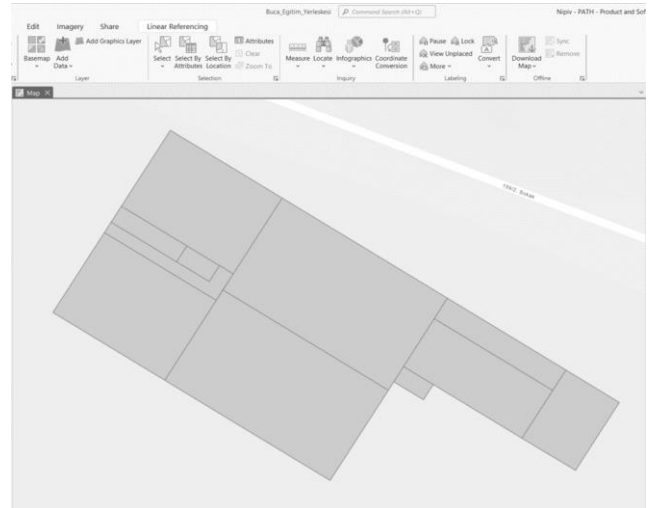 Buca_Egitim_Yerleskesi Command Search (Alt+Q) Nipiv - PATH - Product and Sof
Edit Imagery Share Linear Referencing
Basemap
Add
Data
Add Graphics Layer
Layer
Select
Select By
Attributes
Select By
Location
Attributes
Clear
Zoom To
Selection
Measure
Locate
Infographics
Coordinate
Conversion
Inquiry
Pause Lock
View Unplaced
More
Convert
Labeling
Download
Map
Sync
Remove
Offline
Map
Sokak